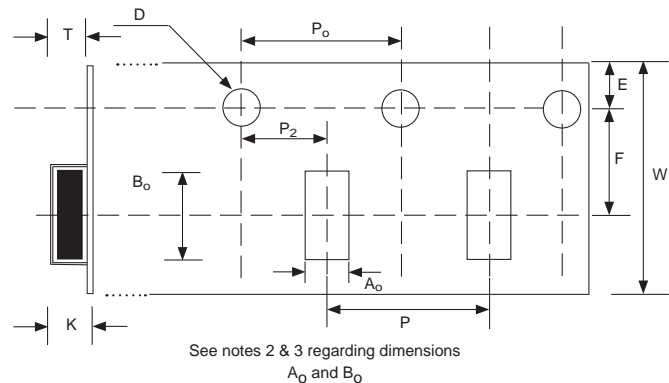 T
D
Pₒ
E
P₂
F
Bₒ
W
Aₒ
K
P
See notes 2 & 3 regarding dimensions
Aₒ and Bₒ